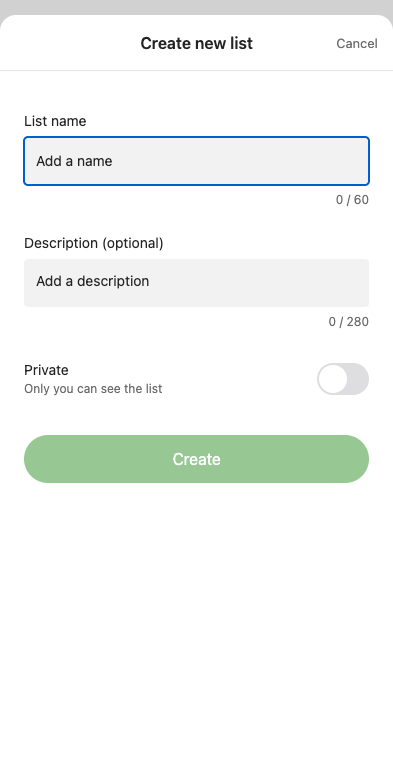 Create new list
Cancel
List name
Add a name
0 / 60
Description (optional)
Add a description
0 / 280
Private
Only you can see the list
Create